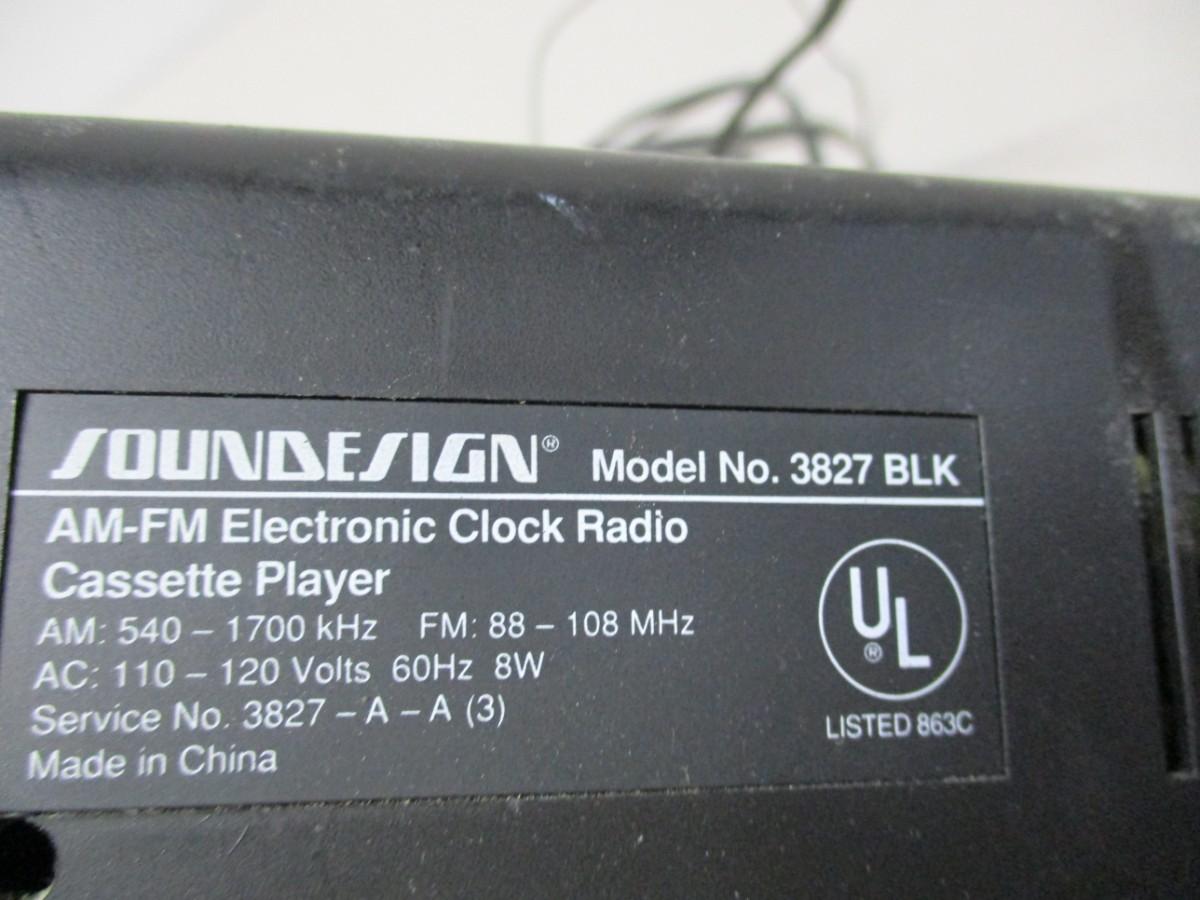 SOUNDESIGN® Model No. 3827 BLK
AM-FM Electronic Clock Radio
Cassette Player
AM: 540 – 1700 kHz FM: 88 – 108 MHz
AC: 110 – 120 Volts 60Hz 8W
Service No. 3827 – A – A (3)
Made in China
UL®
LISTED 863C